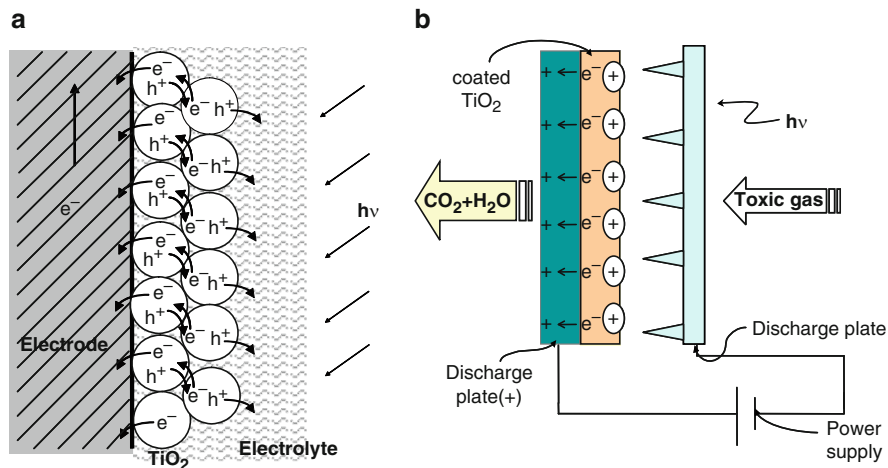 a
e⁻
h⁺
e⁻ h⁺
e⁻
h⁺
e⁻ h⁺
e⁻
h⁺
e⁻ h⁺
e⁻
h⁺
e⁻ h⁺
e⁻
h⁺
e⁻ h⁺
e⁻
h⁺
e⁻ h⁺
e⁻
e⁻
hν
Electrode
TiO₂
Electrolyte
b
coated
TiO₂
+ e⁻ +
+ e⁻ +
+ e⁻ +
+ e⁻ +
+ e⁻ +
+ e⁻ +
hν
CO₂+H₂O
Toxic gas
Discharge plate
Discharge
plate(+)
Power
supply